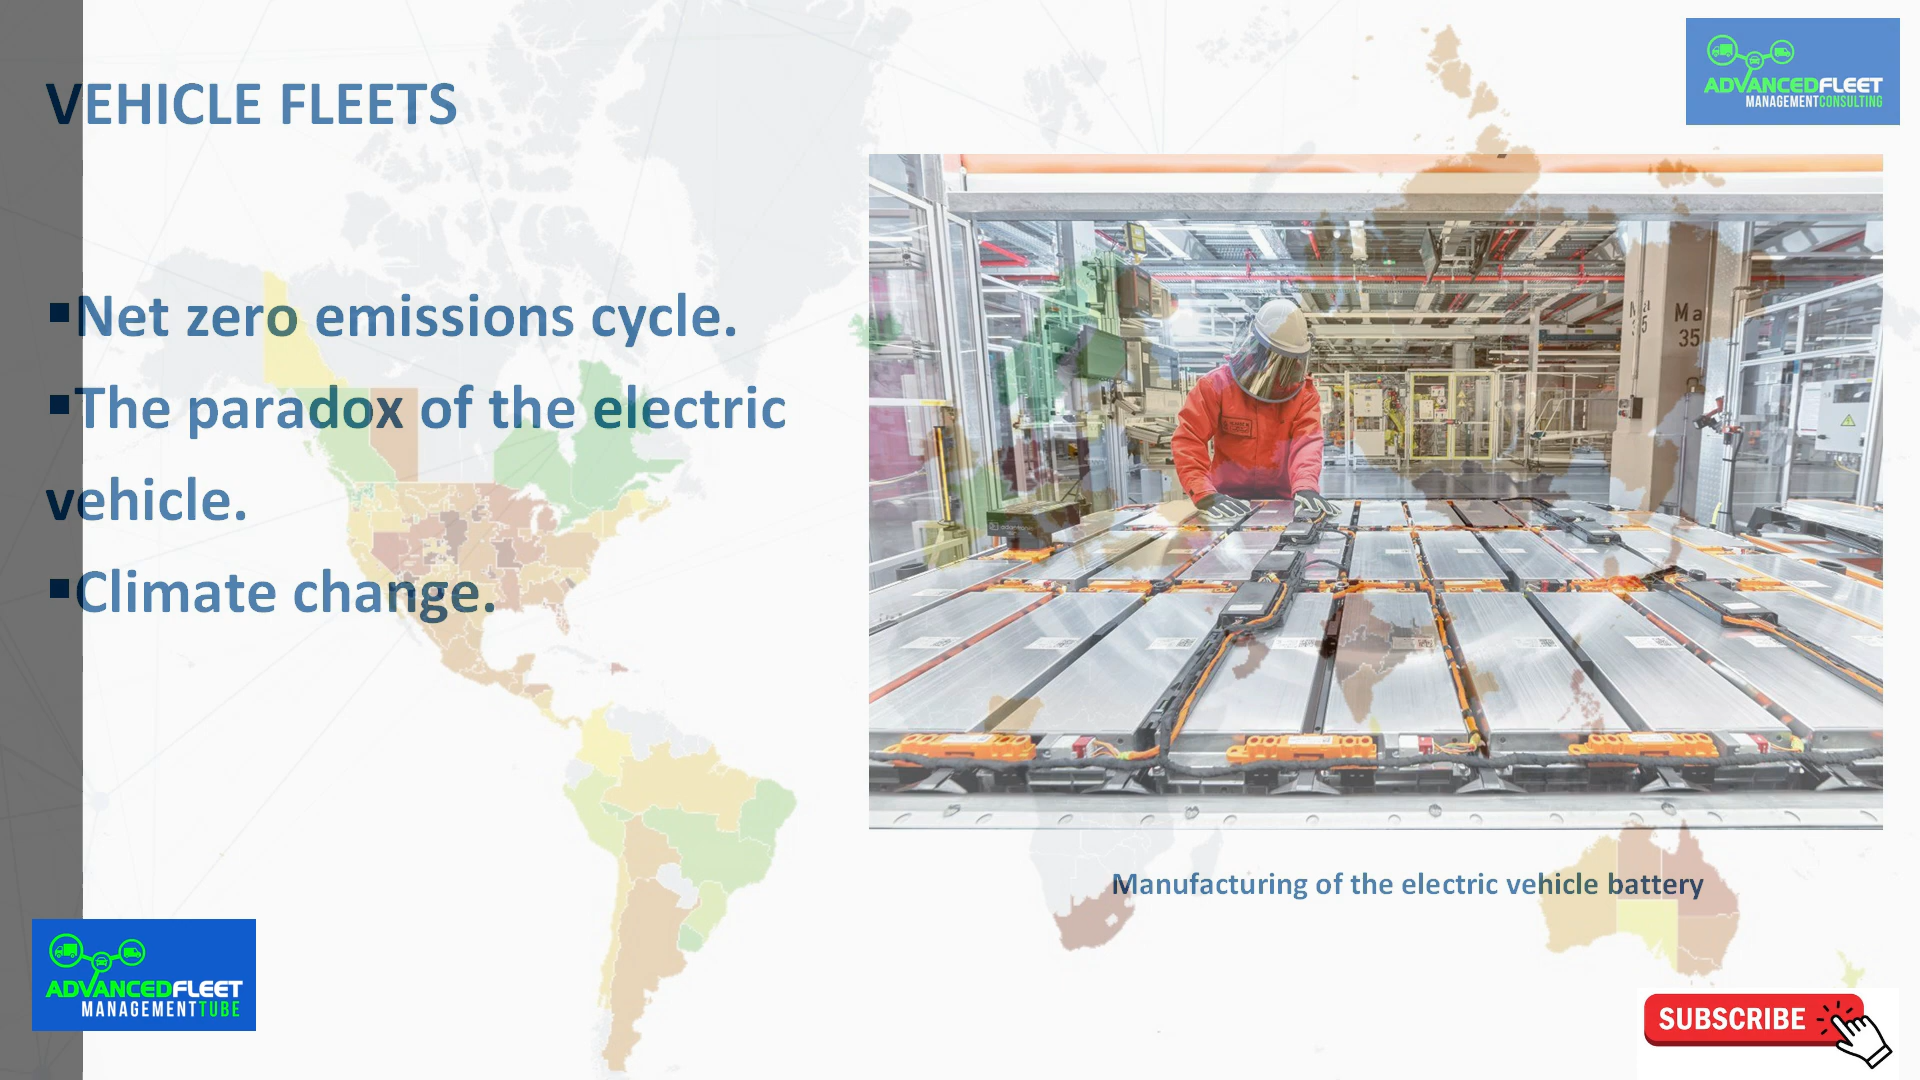 VEHICLE FLEETS
ADVANCEDFLEET
MANAGEMENTCONSULTING
▪Net zero emissions cycle.
▪The paradox of the electric
vehicle.
▪Climate change.
Ma
35
Manufacturing of the electric vehicle battery
ADVANCEDFLEET
MANAGEMENTTUBE
SUBSCRIBE